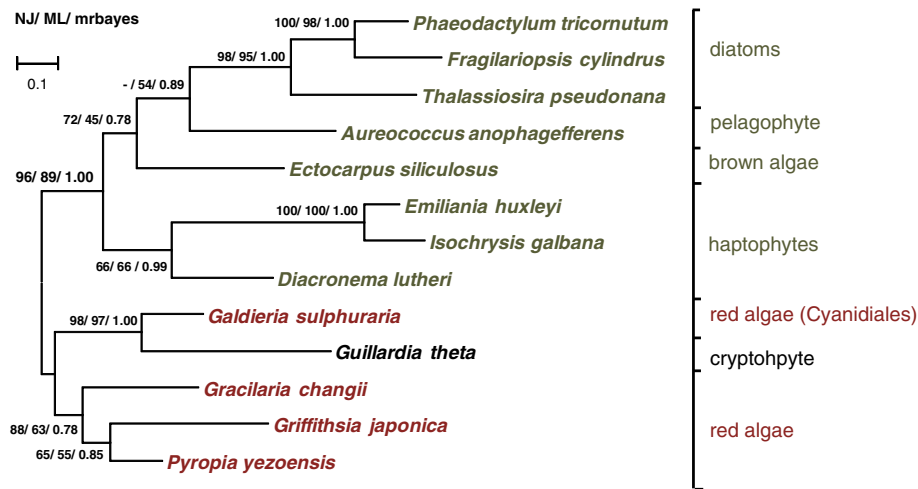 NJ/ ML/ mrbayes
0.1
100/ 98/ 1.00
Phaeodactylum tricornutum
98/ 95/ 1.00
Fragilariopsis cylindrus
diatoms
- / 54/ 0.89
Thalassiosira pseudonana
72/ 45/ 0.78
Aureococcus anophagefferens
pelagophyte
Ectocarpus siliculosus
brown algae
96/ 89/ 1.00
100/ 100/ 1.00
Emiliania huxleyi
Isochrysis galbana
haptophytes
66/ 66 / 0.99
Diacronema lutheri
98/ 97/ 1.00
Galdieria sulphuraria
red algae (Cyanidiales)
Guillardia theta
cryptohpyte
Gracilaria changii
88/ 63/ 0.78
Griffithsia japonica
red algae
65/ 55/ 0.85
Pyropia yezoensis